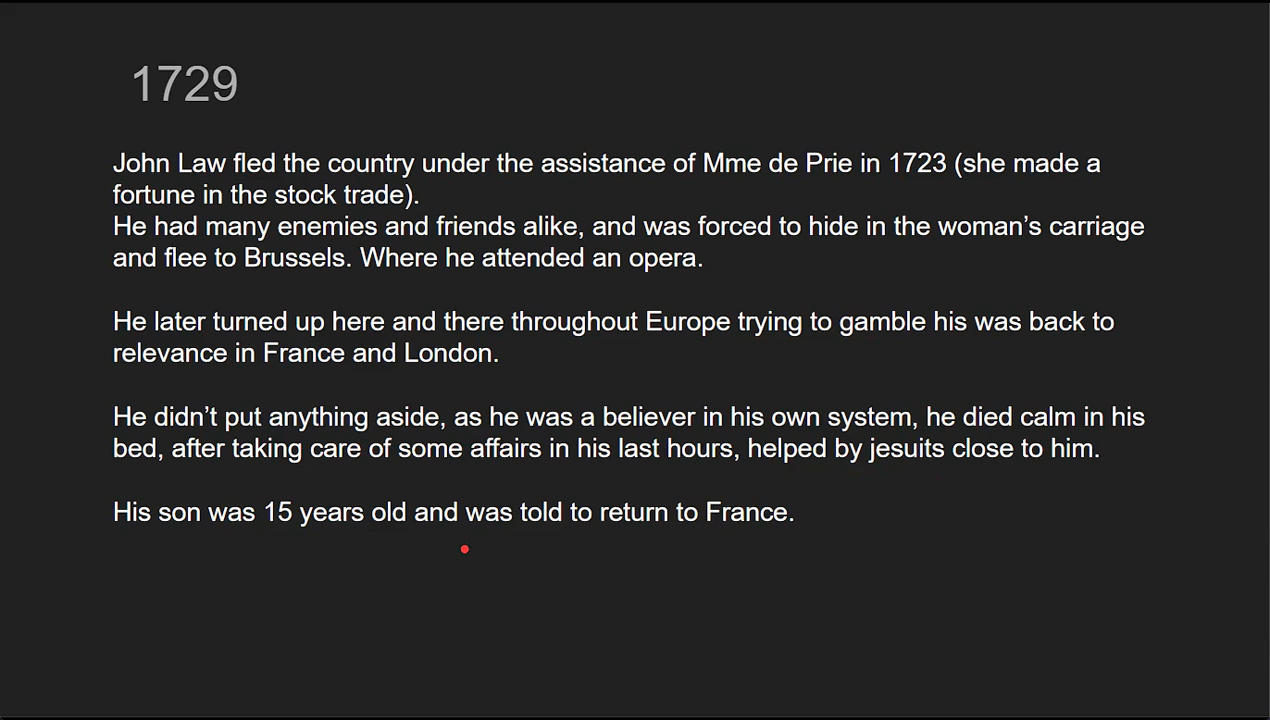 1729
John Law fled the country under the assistance of Mme de Prie in 1723 (she made a
fortune in the stock trade).
He had many enemies and friends alike, and was forced to hide in the woman’s carriage
and flee to Brussels. Where he attended an opera.
He later turned up here and there throughout Europe trying to gamble his was back to
relevance in France and London.
He didn’t put anything aside, as he was a believer in his own system, he died calm in his
bed, after taking care of some affairs in his last hours, helped by jesuits close to him.
His son was 15 years old and was told to return to France.